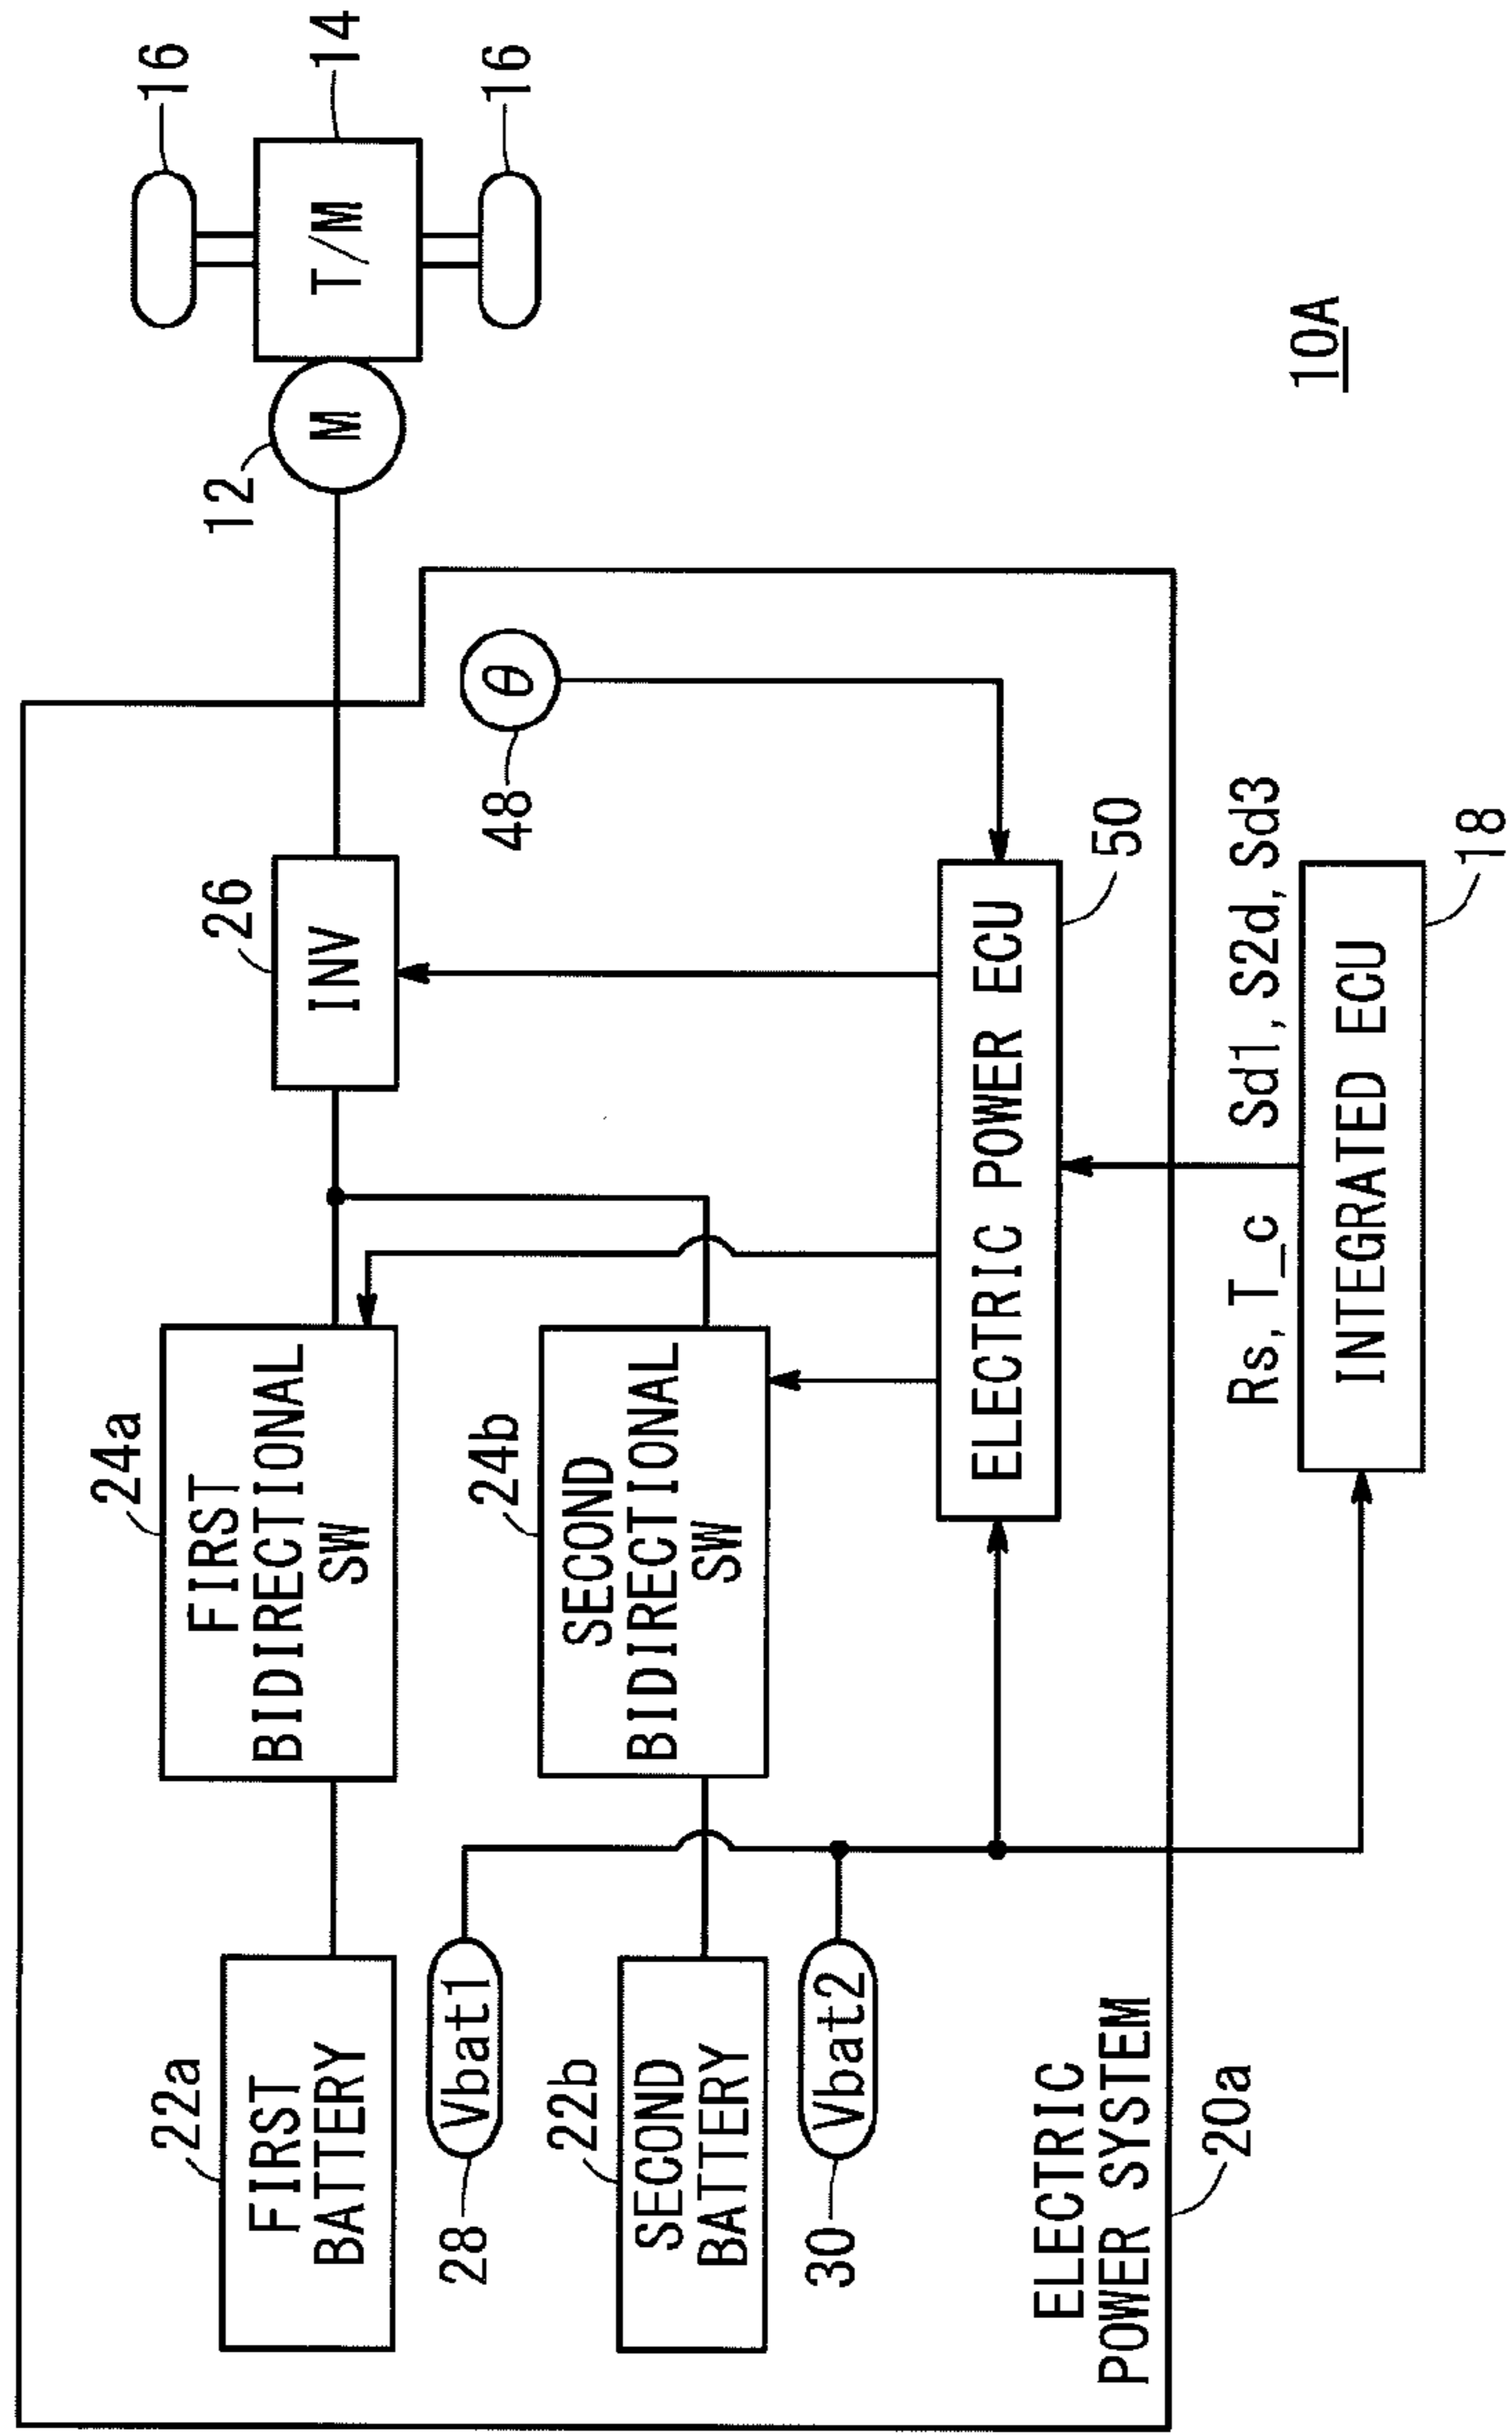 10A
16
14
T/M
16
12
M
26
INV
48
θ
24a
FIRST
BIDIRECTIONAL
SW
24b
SECOND
BIDIRECTIONAL
SW
22a
FIRST
BATTERY
28
Vbat1
22b
SECOND
BATTERY
30
Vbat2
ELECTRIC POWER ECU
50
ELECTRIC
POWER SYSTEM
20a
Rs, T_c
Sd1, S2d, Sd3
INTEGRATED ECU
18